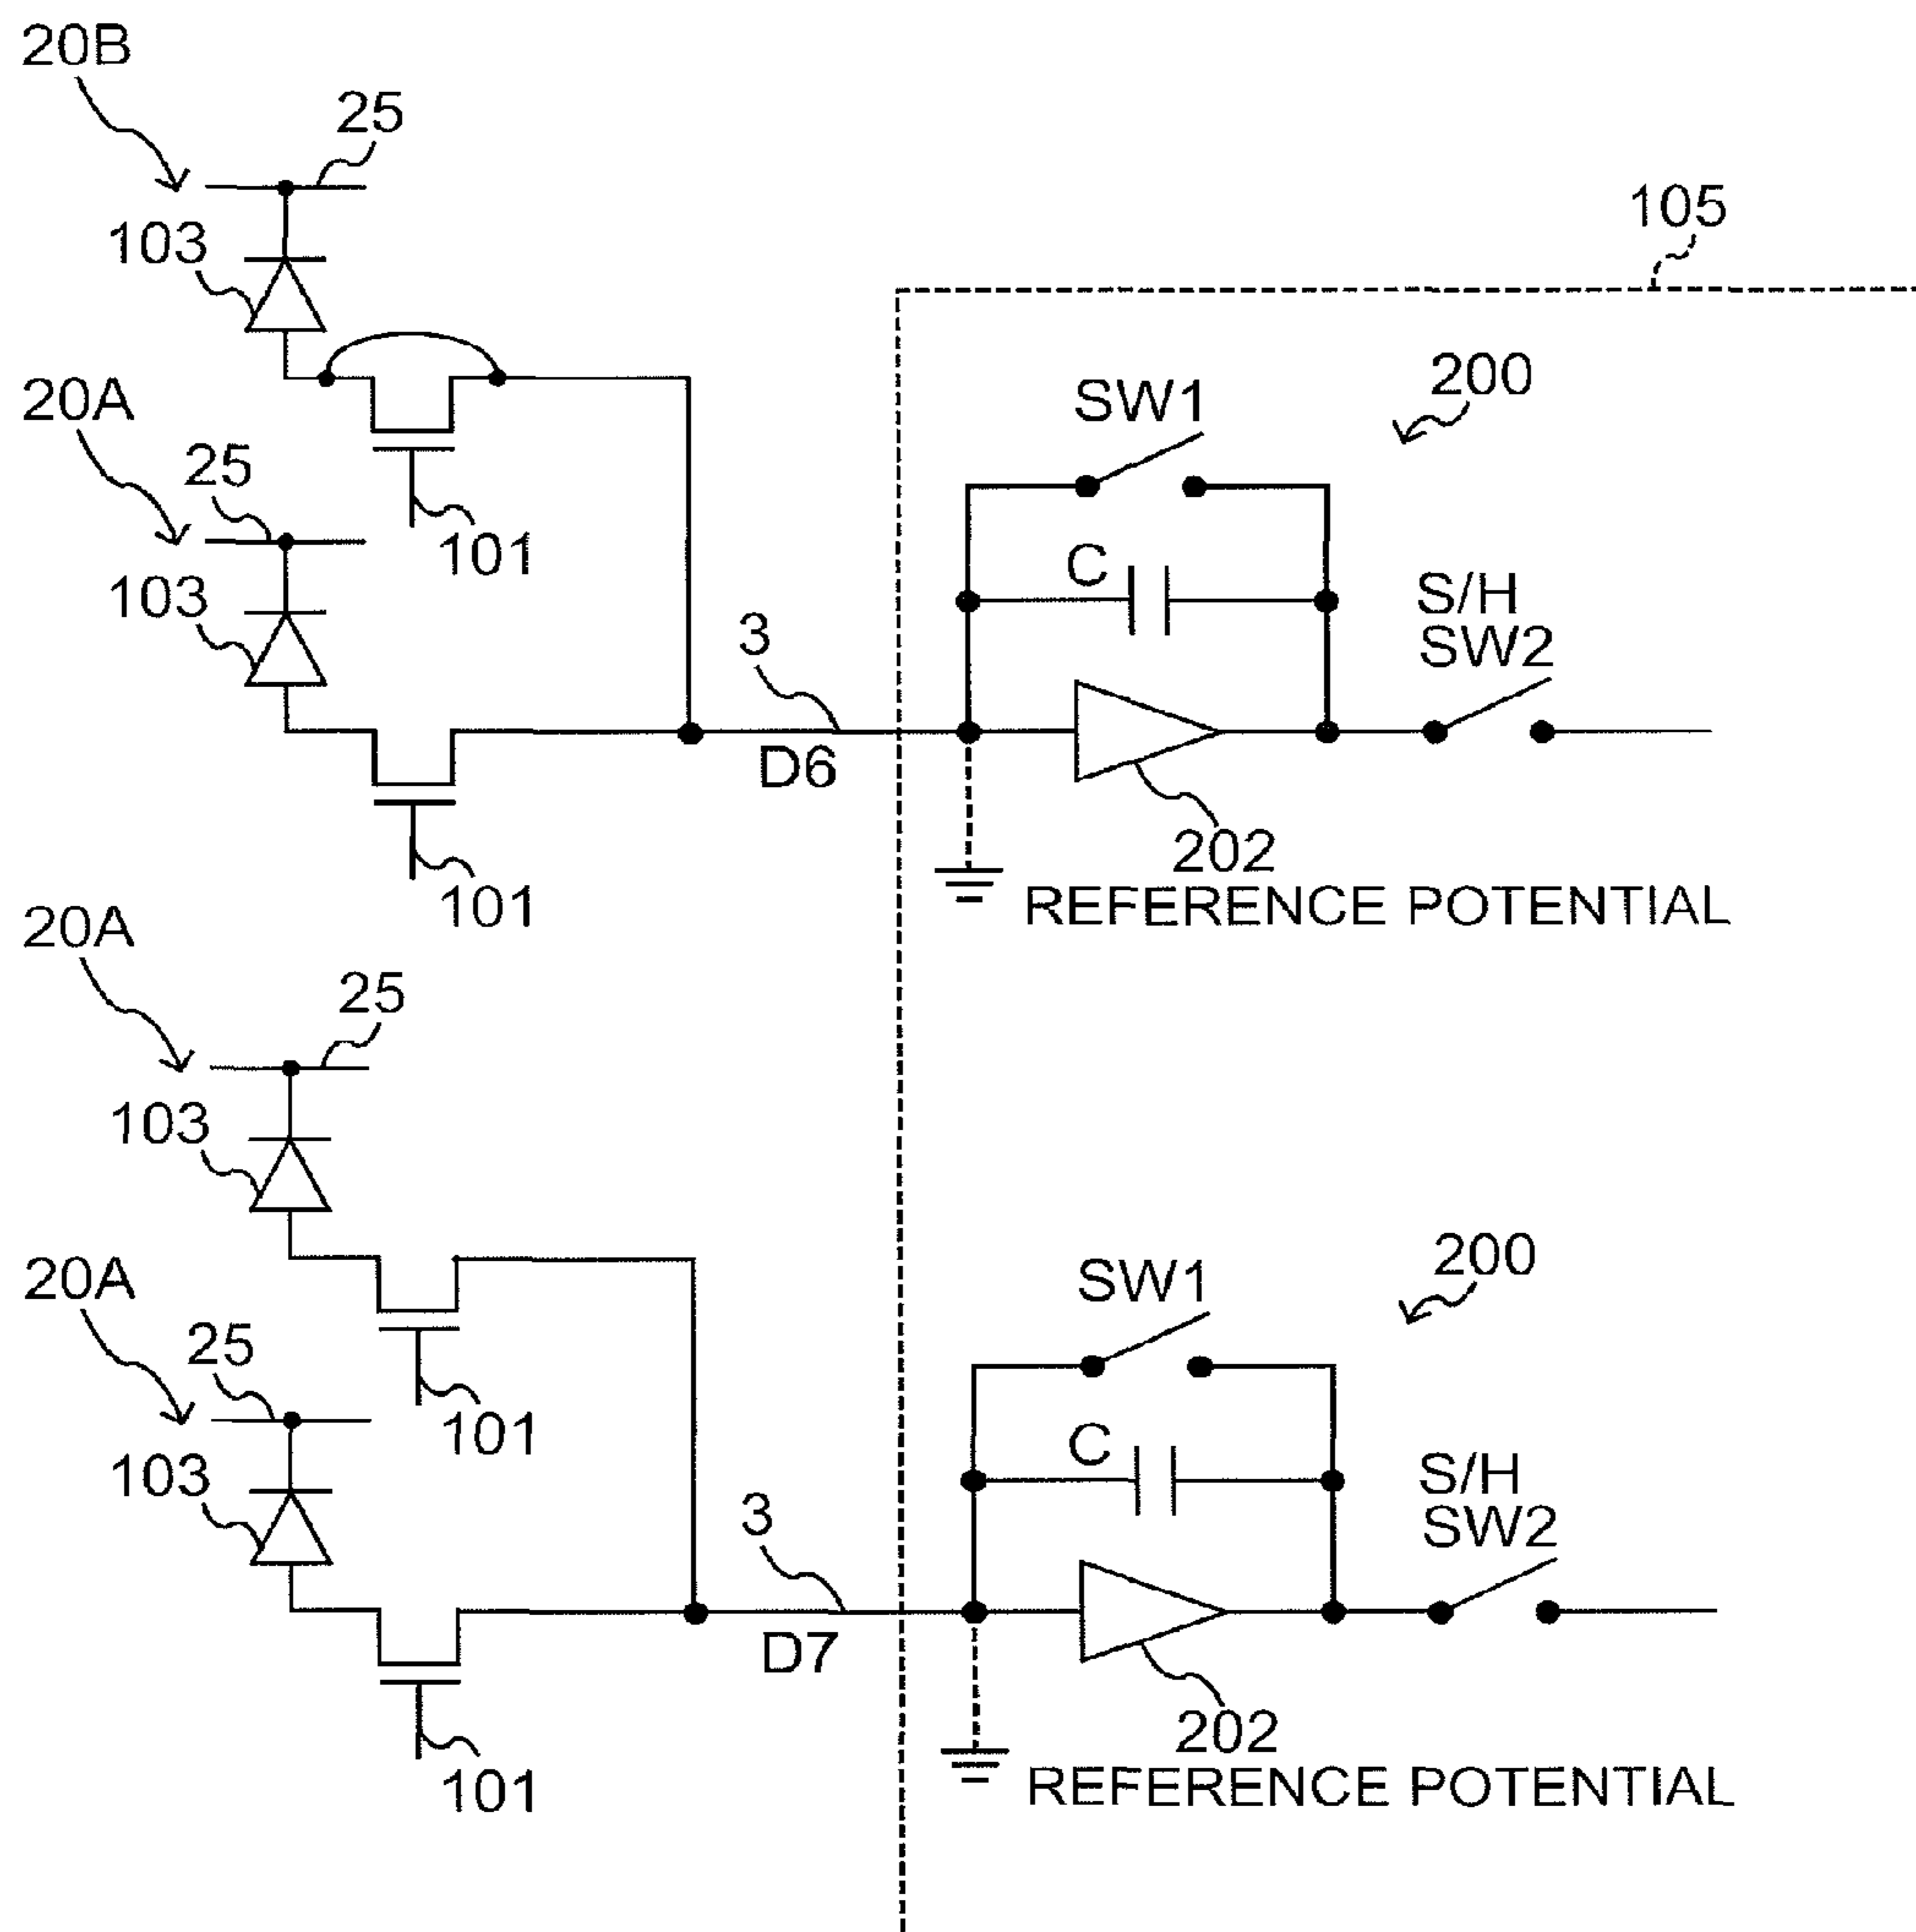 20B
25
105
103
200
SW1
20A
25
101
C
S/H
103
3
SW2
D6
202
101
REFERENCE POTENTIAL
20A
25
103
200
SW1
20A
25
101
C
S/H
103
3
SW2
D7
202
101
REFERENCE POTENTIAL